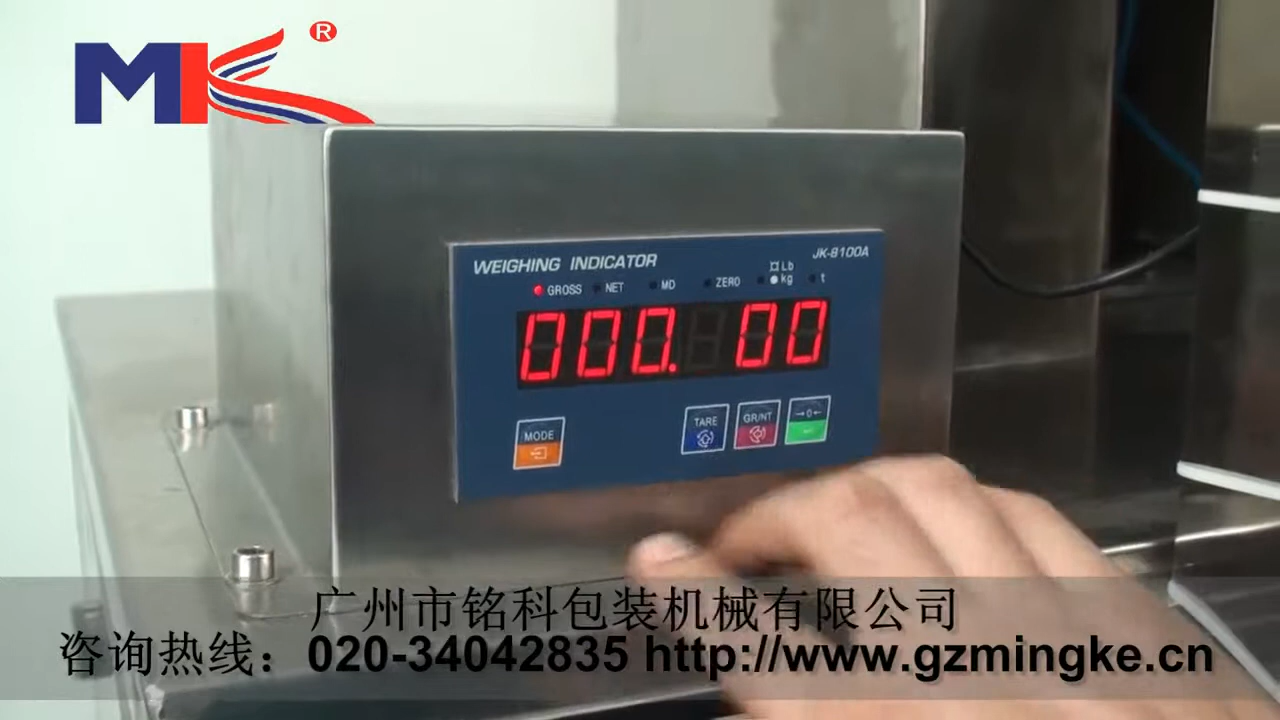 MK®
WEIGHING INDICATOR JK-8100A
GROSS NET MD ZERO Lb kg t
000. 00
MODE TARE GR/NT →0←
广州市铭科包装机械有限公司
咨询热线：020-34042835 http://www.gzmingke.cn